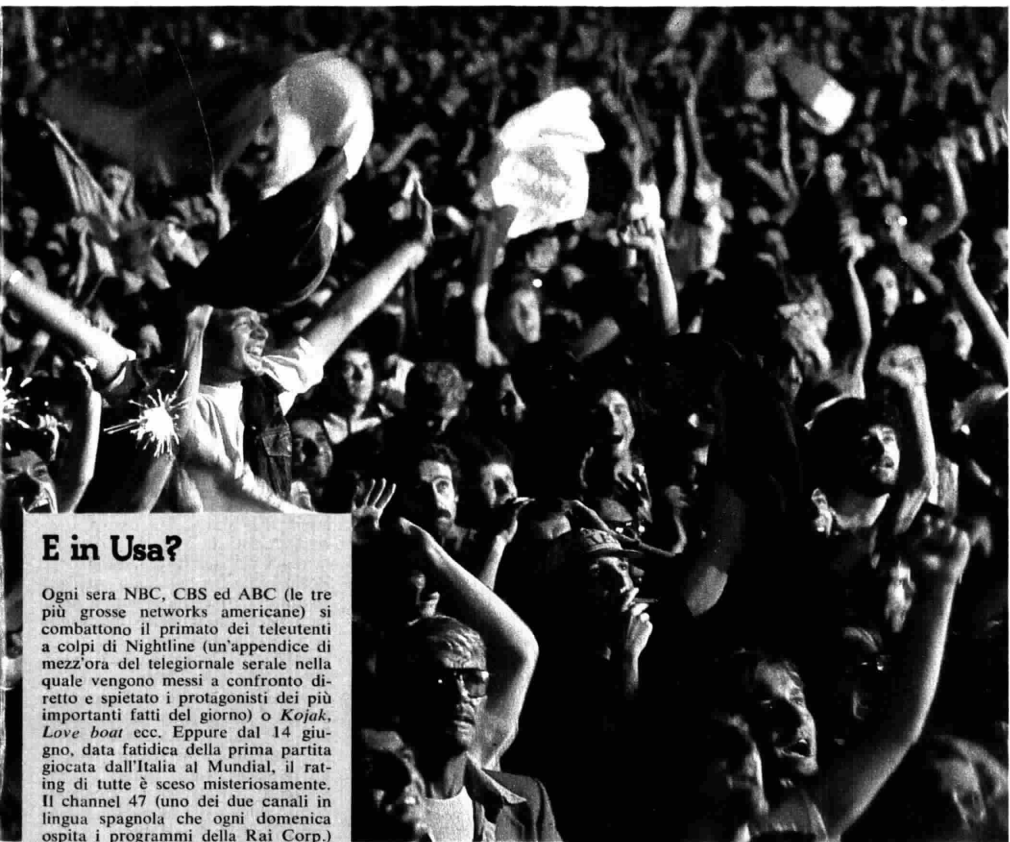 E in Usa?
Ogni sera NBC, CBS ed ABC (le tre
più grosse networks americane) si
combattono il primato dei teleutenti
a colpi di Nightline (un'appendice di
mezz'ora del telegiornale serale nella
quale vengono messi a confronto di-
retto e spietato i protagonisti dei più
importanti fatti del giorno) o Kojak,
Love boat ecc. Eppure dal 14 giu-
gno, data fatidica della prima partita
giocata dall'Italia al Mundial, il rat-
ing di tutte è sceso misteriosamente.
Il channel 47 (uno dei due canali in
lingua spagnola che ogni domenica
ospita i programmi della Rai Corp.)